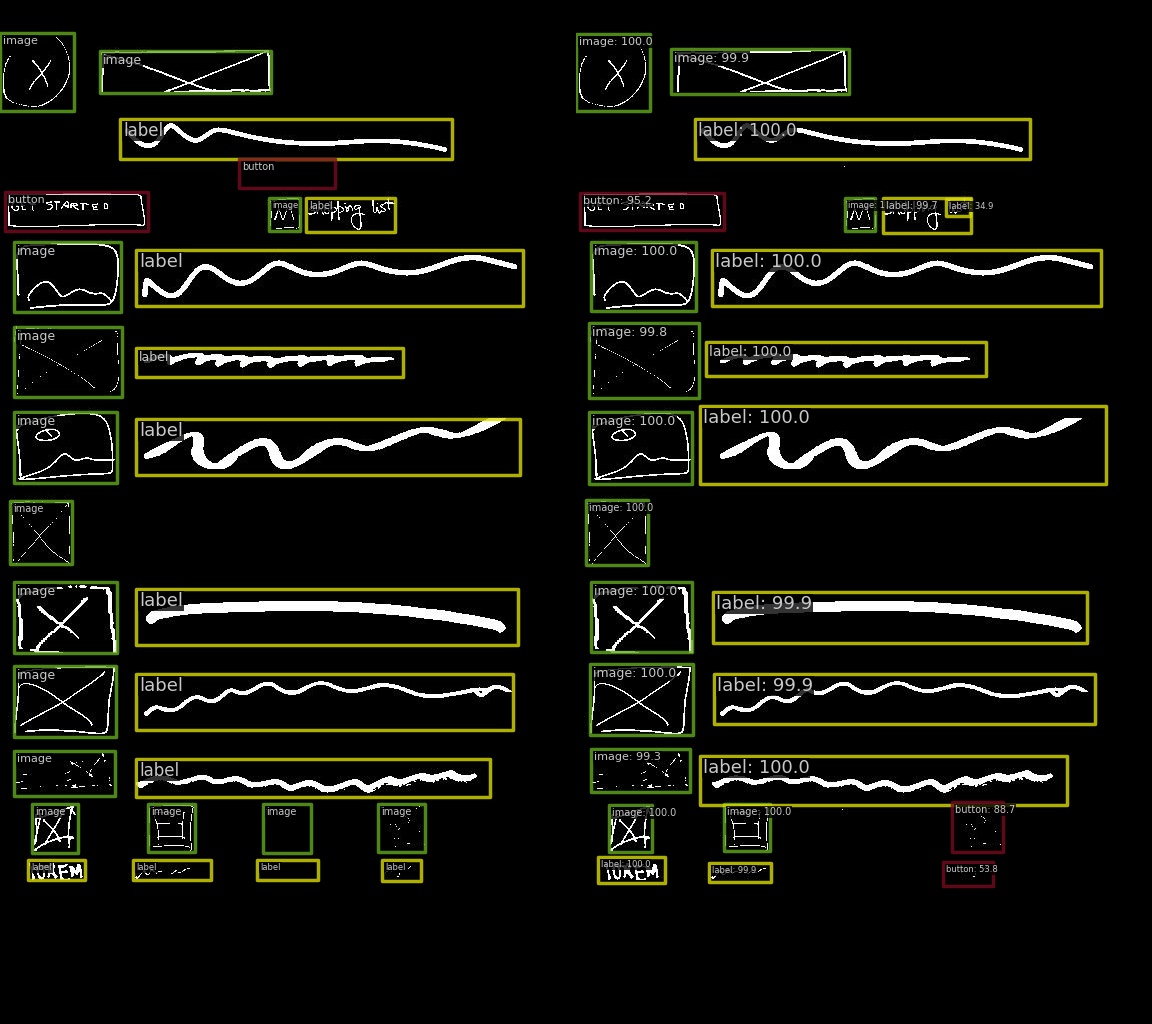 image image: 100.0
image image: 99.9
label label: 100.0
button
button GET STARTED button: 95.2 STARTED
image label shopping list image: 1 label: 99.7 label: 34.9
image label image: 100.0 label: 100.0
image image: 99.8
label label: 100.0
image label image: 100.0 label: 100.0
image image: 100.0
image label image: 100.0 label: 99.9
image label image: 100.0 label: 99.9
image label image: 99.3 label: 100.0
image image image image image: 100.0 image: 100.0 button: 88.7
label label label label label: 100.0 label: 99.9 button: 53.8
LOREM LOREM